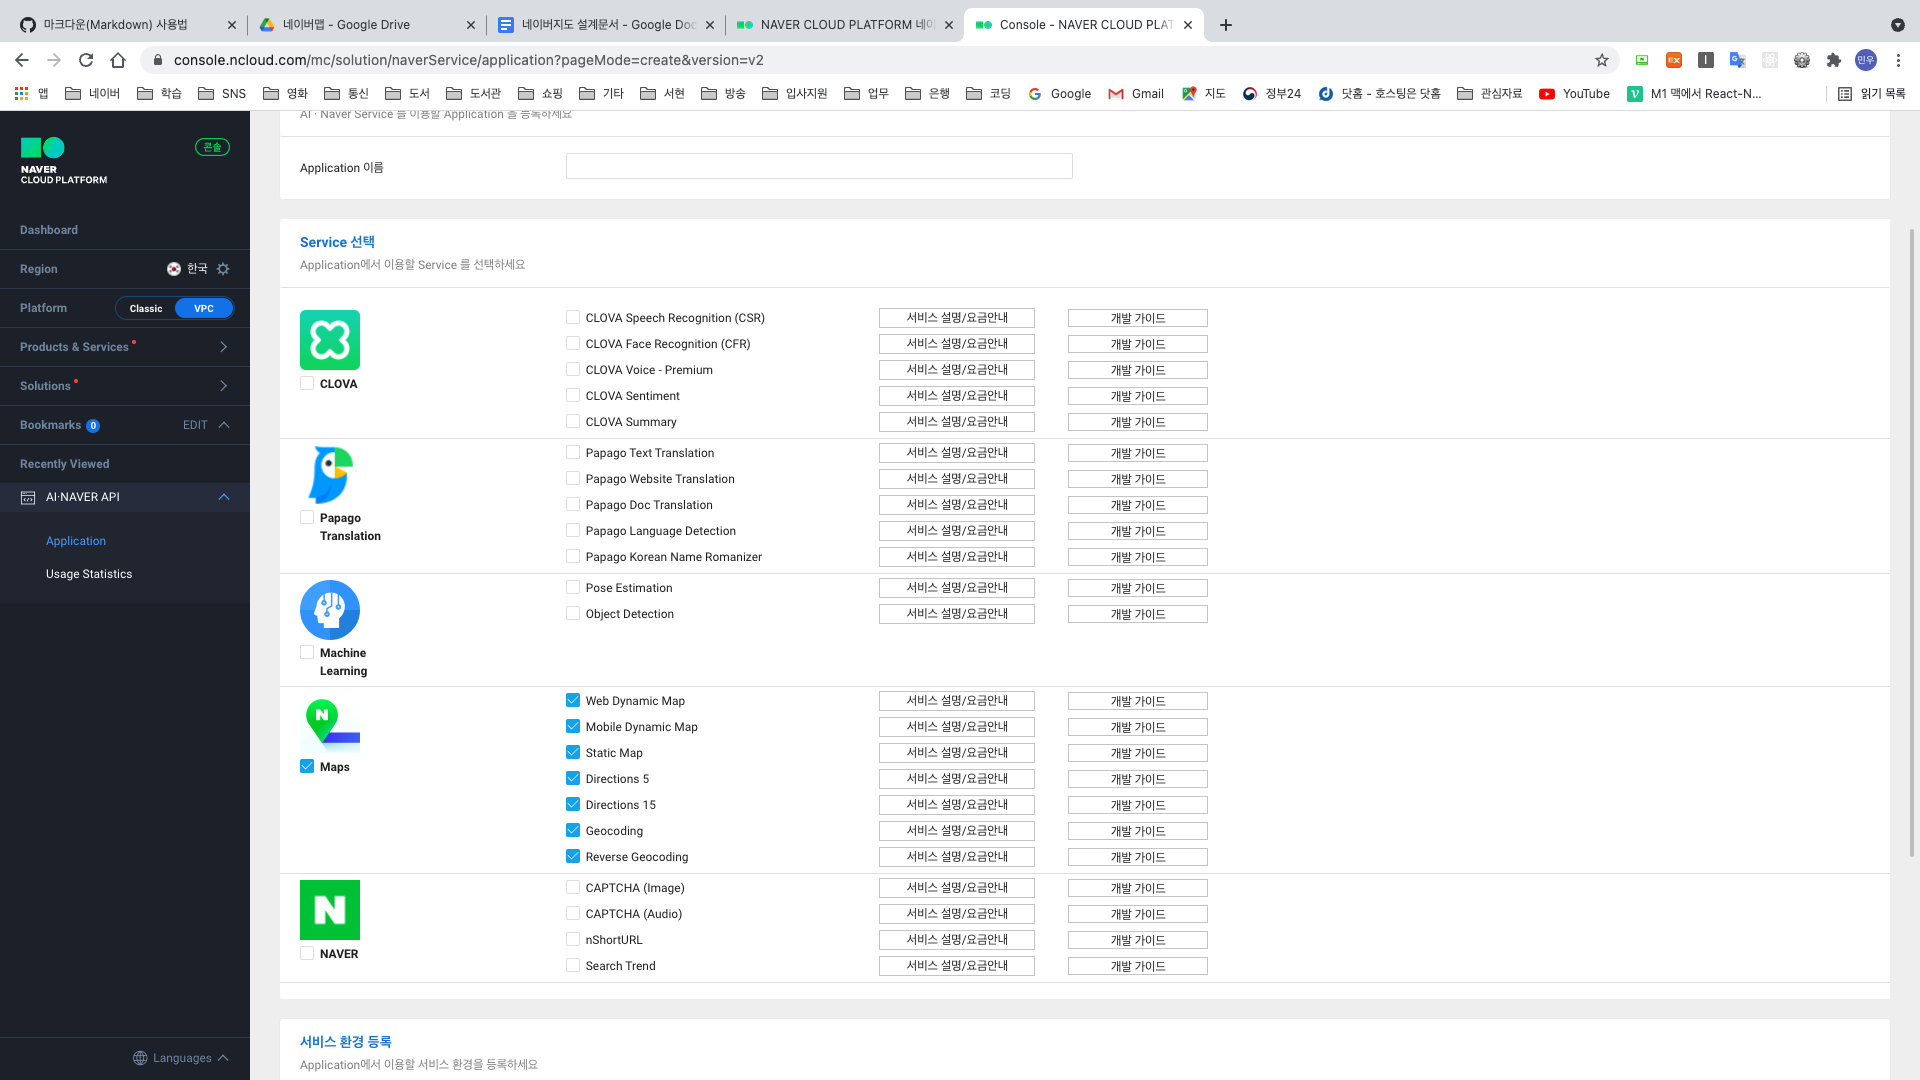 마크다운(Markdown) 사용법
네이버맵 - Google Drive
네이버지도 설계문서 - Google Doc
NAVER CLOUD PLATFORM 네이
Console - NAVER CLOUD PLAT
console.ncloud.com/mc/solution/naverService/application?pageMode=create&version=v2
EX
민우
앱
네이버
학습
SNS
영화
통신
도서
도서관
쇼핑
기타
서현
방송
입사지원
업무
은행
코딩
Google
Gmail
지도
정부24
닷홈 - 호스팅은 닷홈
관심자료
YouTube
M1 맥에서 React-N...
읽기 목록
NAVER
CLOUD PLATFORM
콘솔
Dashboard
Region 한국
Platform Classic VPC
Products & Services
Solutions
Bookmarks 0 EDIT
Recently Viewed
AI·NAVER API
Application
Usage Statistics
Languages
AI · Naver Service 를 이용할 Application 을 등록하세요
Application 이름
Service 선택
Application에서 이용할 Service 를 선택하세요
CLOVA
CLOVA Speech Recognition (CSR) 서비스 설명/요금안내 개발 가이드
CLOVA Face Recognition (CFR) 서비스 설명/요금안내 개발 가이드
CLOVA Voice - Premium 서비스 설명/요금안내 개발 가이드
CLOVA Sentiment 서비스 설명/요금안내 개발 가이드
CLOVA Summary 서비스 설명/요금안내 개발 가이드
Papago
Translation
Papago Text Translation 서비스 설명/요금안내 개발 가이드
Papago Website Translation 서비스 설명/요금안내 개발 가이드
Papago Doc Translation 서비스 설명/요금안내 개발 가이드
Papago Language Detection 서비스 설명/요금안내 개발 가이드
Papago Korean Name Romanizer 서비스 설명/요금안내 개발 가이드
Machine
Learning
Pose Estimation 서비스 설명/요금안내 개발 가이드
Object Detection 서비스 설명/요금안내 개발 가이드
N
Maps
Web Dynamic Map 서비스 설명/요금안내 개발 가이드
Mobile Dynamic Map 서비스 설명/요금안내 개발 가이드
Static Map 서비스 설명/요금안내 개발 가이드
Directions 5 서비스 설명/요금안내 개발 가이드
Directions 15 서비스 설명/요금안내 개발 가이드
Geocoding 서비스 설명/요금안내 개발 가이드
Reverse Geocoding 서비스 설명/요금안내 개발 가이드
N
NAVER
CAPTCHA (Image) 서비스 설명/요금안내 개발 가이드
CAPTCHA (Audio) 서비스 설명/요금안내 개발 가이드
nShortURL 서비스 설명/요금안내 개발 가이드
Search Trend 서비스 설명/요금안내 개발 가이드
서비스 환경 등록
Application에서 이용할 서비스 환경을 등록하세요